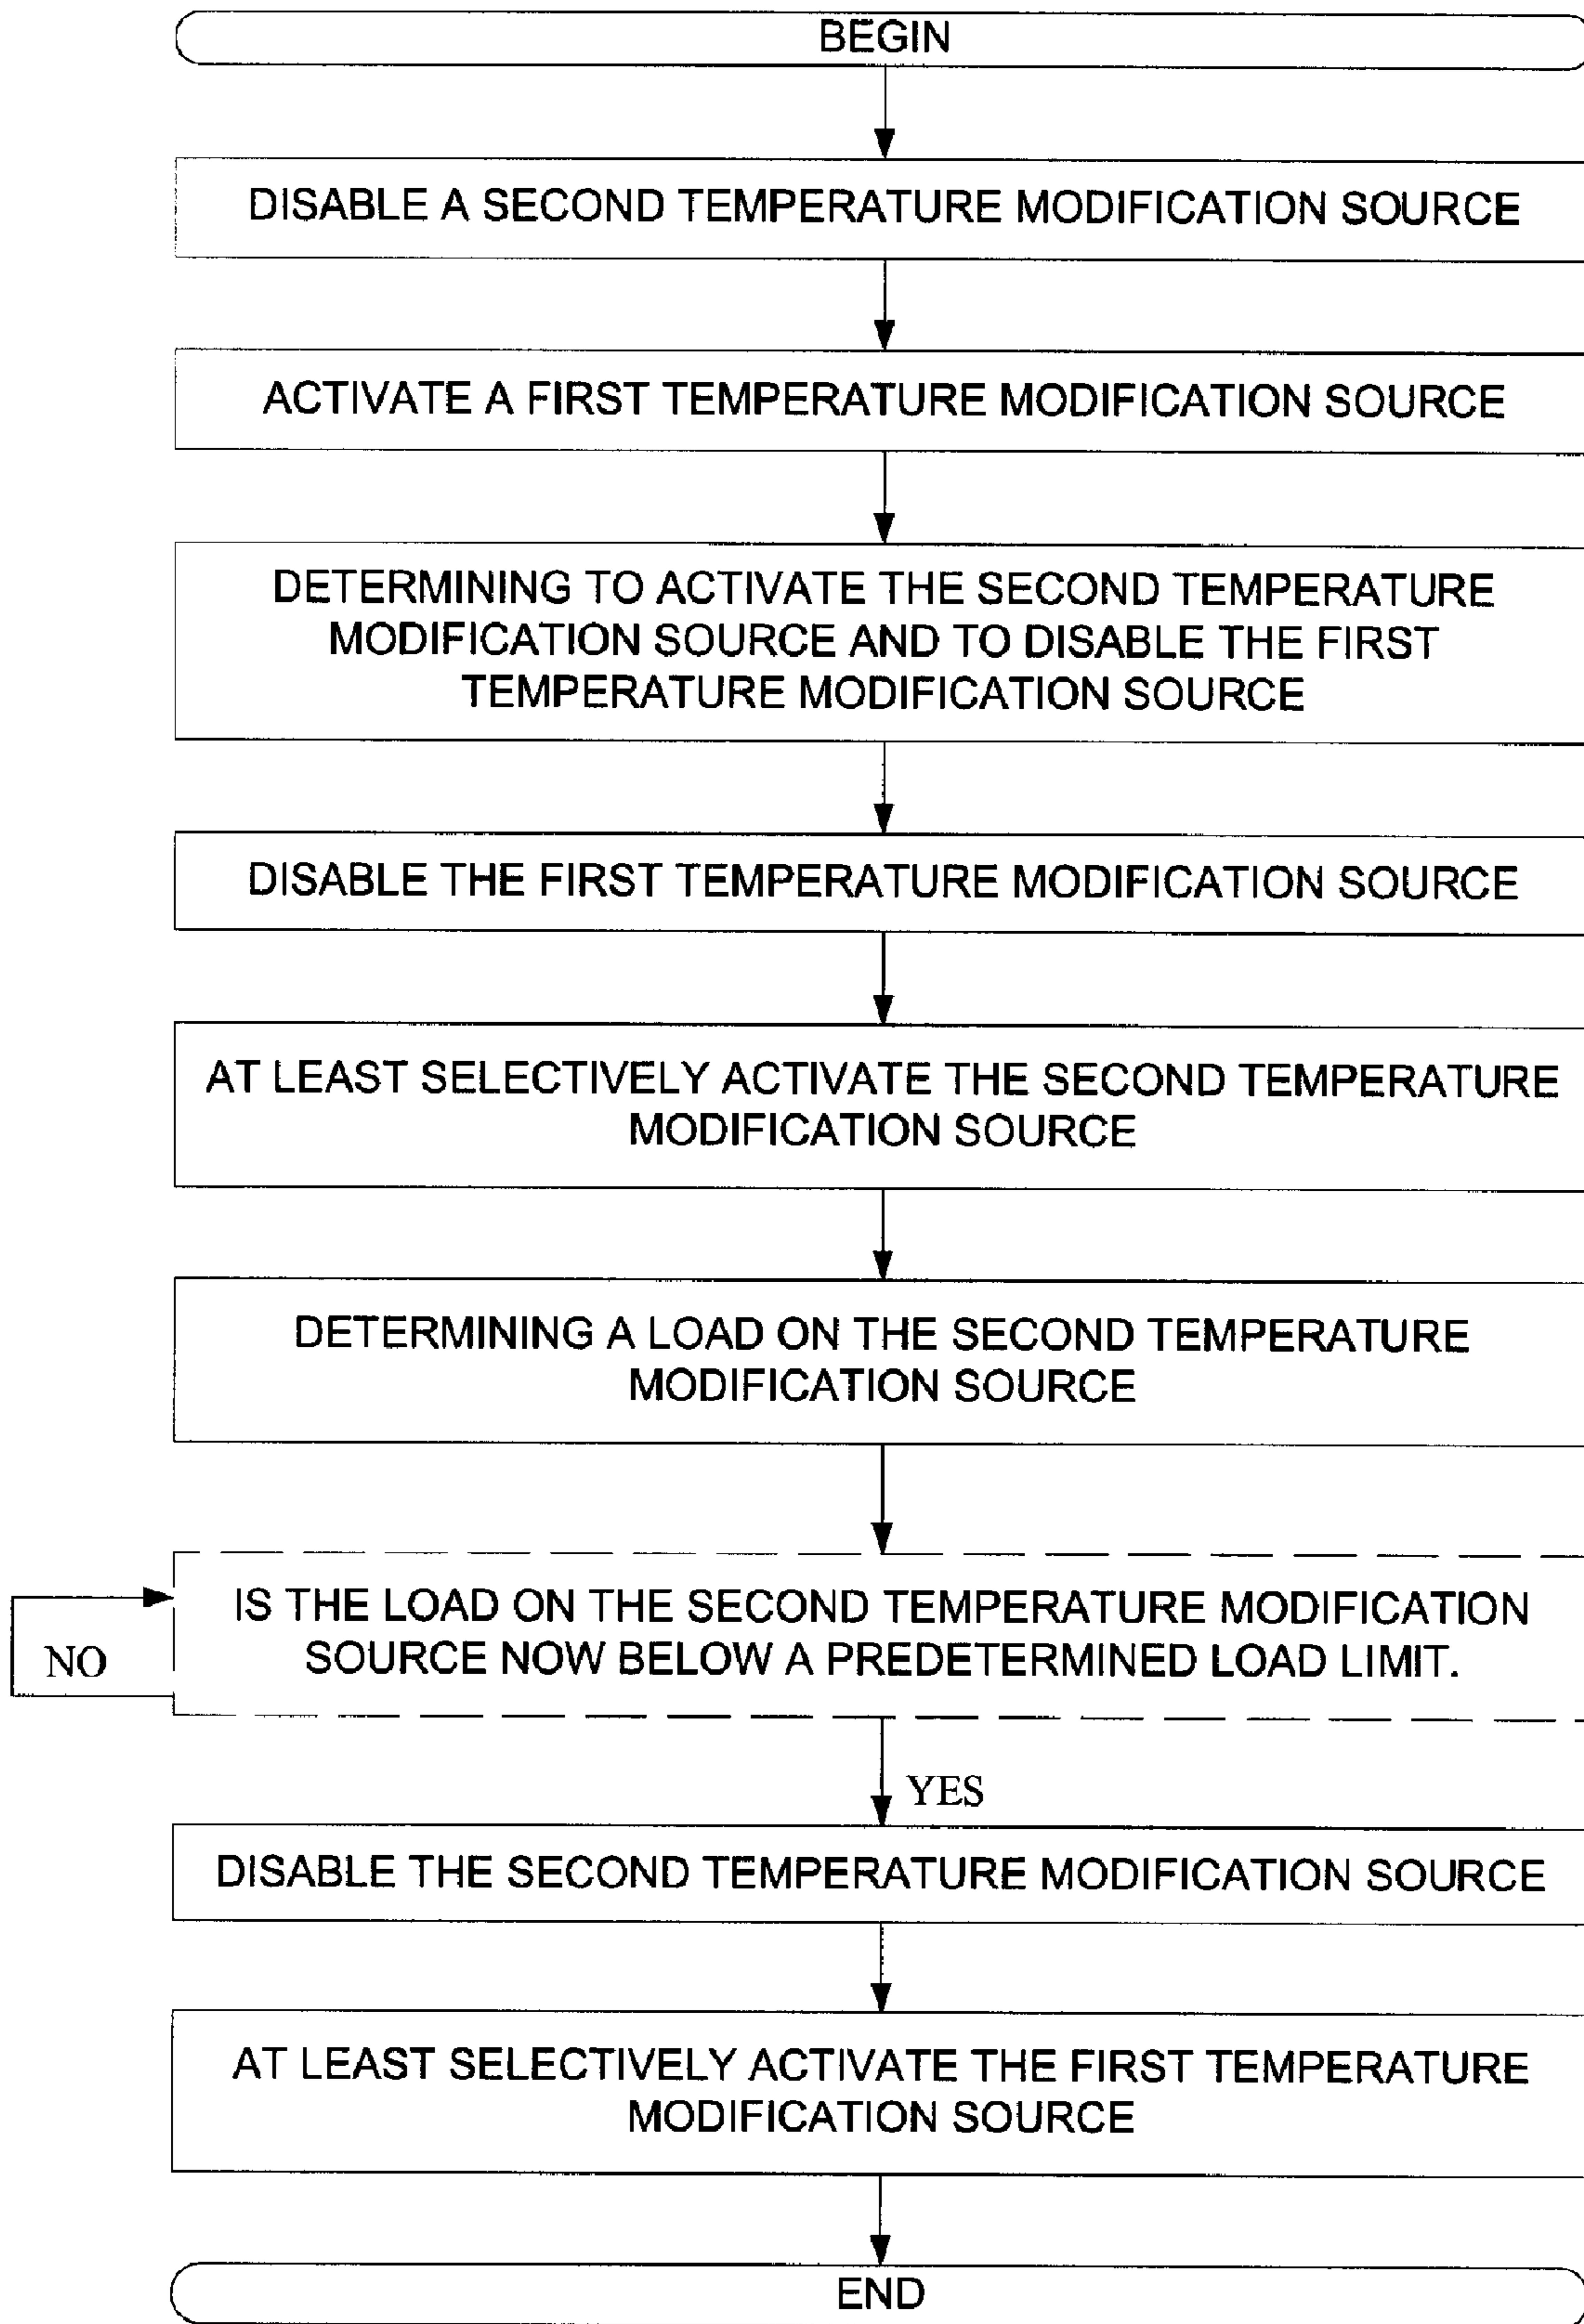 BEGIN
DISABLE A SECOND TEMPERATURE MODIFICATION SOURCE
ACTIVATE A FIRST TEMPERATURE MODIFICATION SOURCE
DETERMINING TO ACTIVATE THE SECOND TEMPERATURE
MODIFICATION SOURCE AND TO DISABLE THE FIRST
TEMPERATURE MODIFICATION SOURCE
DISABLE THE FIRST TEMPERATURE MODIFICATION SOURCE
AT LEAST SELECTIVELY ACTIVATE THE SECOND TEMPERATURE
MODIFICATION SOURCE
DETERMINING A LOAD ON THE SECOND TEMPERATURE
MODIFICATION SOURCE
IS THE LOAD ON THE SECOND TEMPERATURE MODIFICATION
SOURCE NOW BELOW A PREDETERMINED LOAD LIMIT.
NO
YES
DISABLE THE SECOND TEMPERATURE MODIFICATION SOURCE
AT LEAST SELECTIVELY ACTIVATE THE FIRST TEMPERATURE
MODIFICATION SOURCE
END